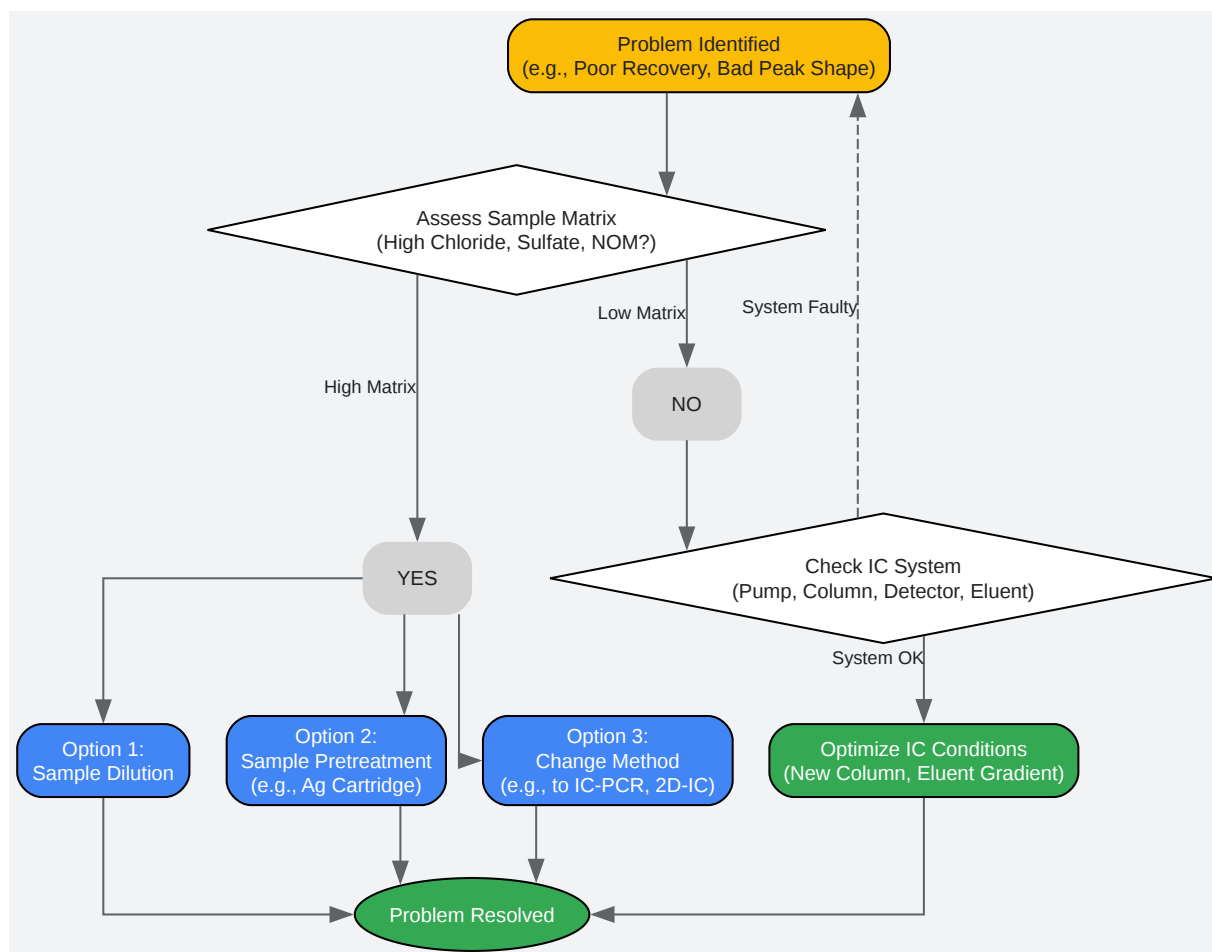 Problem Identified
(e.g., Poor Recovery, Bad Peak Shape)
Assess Sample Matrix
(High Chloride, Sulfate, NOM?)
Low Matrix
System Faulty
High Matrix
NO
YES
Check IC System
(Pump, Column, Detector, Eluent)
System OK
Option 1:
Sample Dilution
Option 2:
Sample Pretreatment
(e.g., Ag Cartridge)
Option 3:
Change Method
(e.g., to IC-PCR, 2D-IC)
Optimize IC Conditions
(New Column, Eluent Gradient)
Problem Resolved